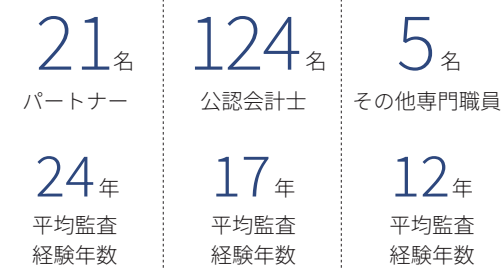 21名
パートナー
24年
平均監査
経験年数
124名
公認会計士
17年
平均監査
経験年数
5名
その他専門職員
12年
平均監査
経験年数